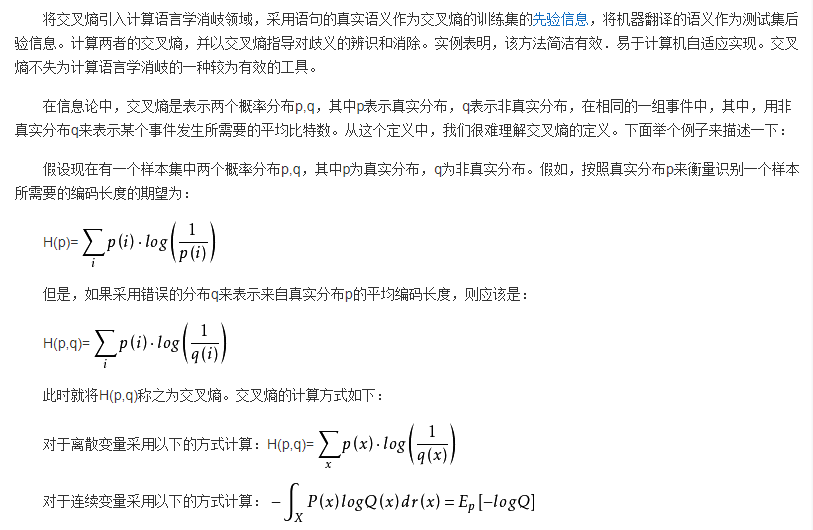 将交叉熵引入计算语言学消岐领域，采用语句的真实语义作为交叉熵的训练集的先验信息，将机器翻译的语义作为测试集后
验信息。计算两者的交叉熵，并以交叉熵指导对歧义的辨识和消除。实例表明，该方法简洁有效．易于计算机自适应实现。交叉
熵不失为计算语言学消岐的一种较为有效的工具。
在信息论中，交叉熵是表示两个概率分布p,q，其中p表示真实分布，q表示非真实分布，在相同的一组事件中，其中，用非
真实分布q来表示某个事件发生所需要的平均比特数。从这个定义中，我们很难理解交叉熵的定义。下面举个例子来描述一下：
假设现在有一个样本集中两个概率分布p,q，其中p为真实分布，q为非真实分布。假如，按照真实分布p来衡量识别一个样本
所需要的编码长度的期望为：
H(p)=∑_i p(i)·log(1/p(i))
但是，如果采用错误的分布q来表示来自真实分布p的平均编码长度，则应该是：
H(p,q)=∑_i p(i)·log(1/q(i))
此时就将H(p,q)称之为交叉熵。交叉熵的计算方式如下：
对于离散变量采用以下的方式计算：H(p,q)=∑_x p(x)·log(1/q(x))
对于连续变量采用以下的方式计算：−∫_X P(x)logQ(x)dr(x)=E_p[−logQ]